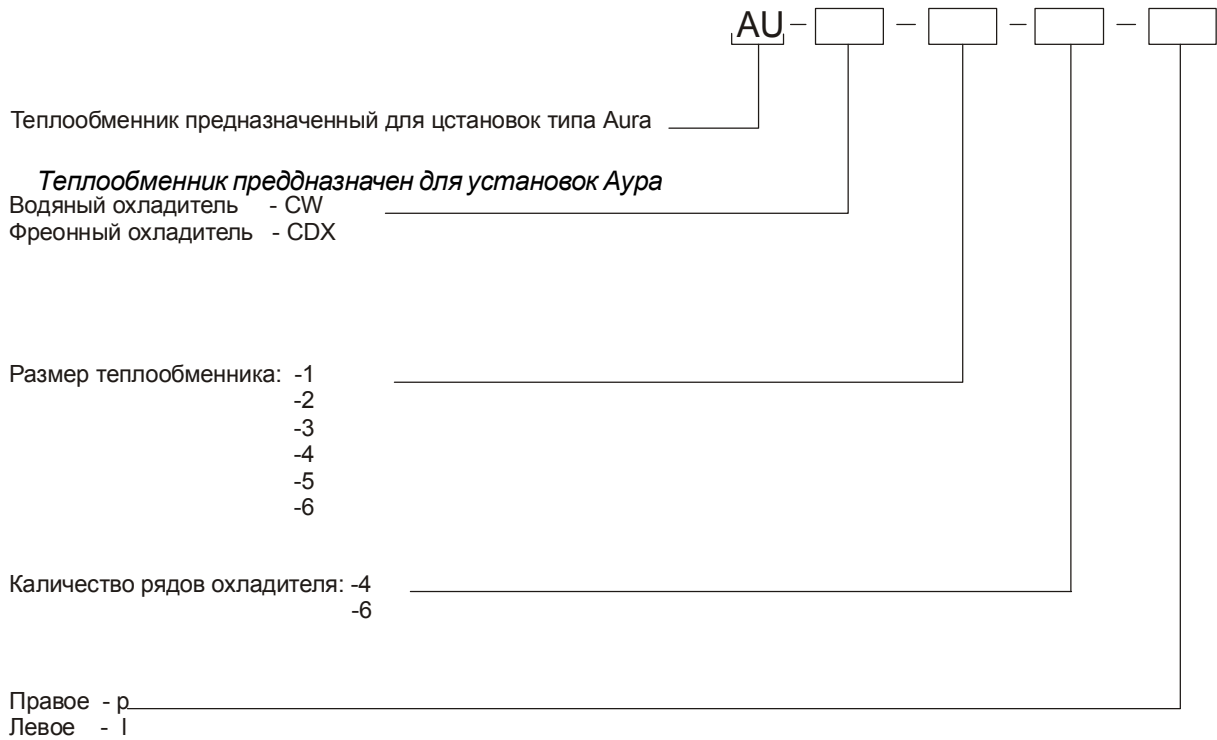 AU - - - -
Теплообменник предназначенный для цстановок типа Aura
Теплообменник преддназначен для установок Аура
Водяный охладитель - CW
Фреонный охладитель - CDX
Размер теплообменника: -1
-2
-3
-4
-5
-6
Каличество рядов охладителя: -4
-6
Правое - p
Левое - l